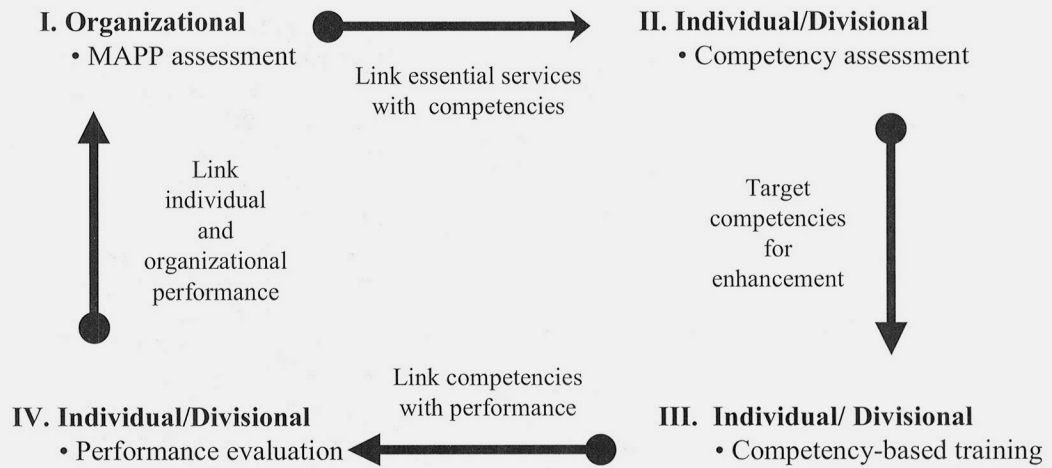 I. Organizational
• MAPP assessment
Link essential services
with competencies
II. Individual/Divisional
• Competency assessment
Target
competencies
for
enhancement
III. Individual/ Divisional
• Competency-based training
Link competencies
with performance
IV. Individual/Divisional
• Performance evaluation
Link
individual
and
organizational
performance